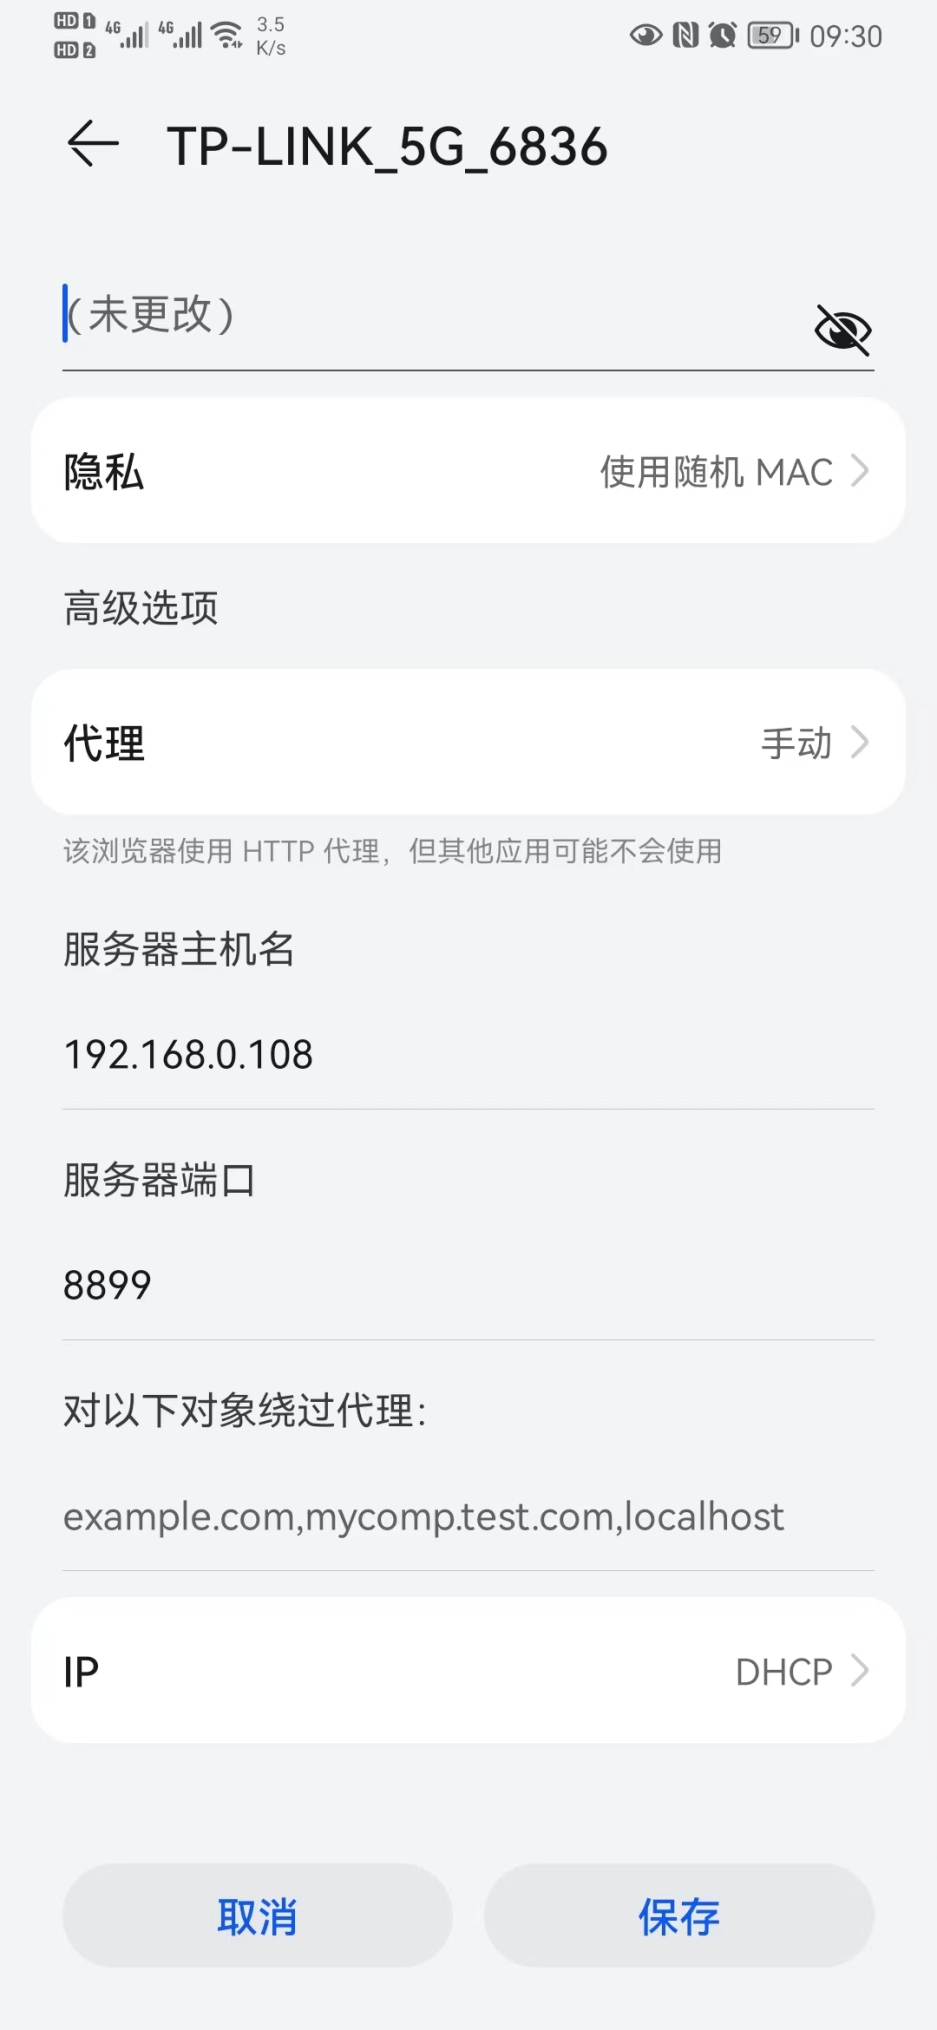 HD 1 4G 4G 3.5
HD 2 K/s
59 09:30
TP-LINK_5G_6836
（未更改）
隐私 使用随机 MAC
高级选项
代理 手动
该浏览器使用 HTTP 代理，但其他应用可能不会使用
服务器主机名
192.168.0.108
服务器端口
8899
对以下对象绕过代理：
example.com,mycomp.test.com,localhost
IP DHCP
取消 保存